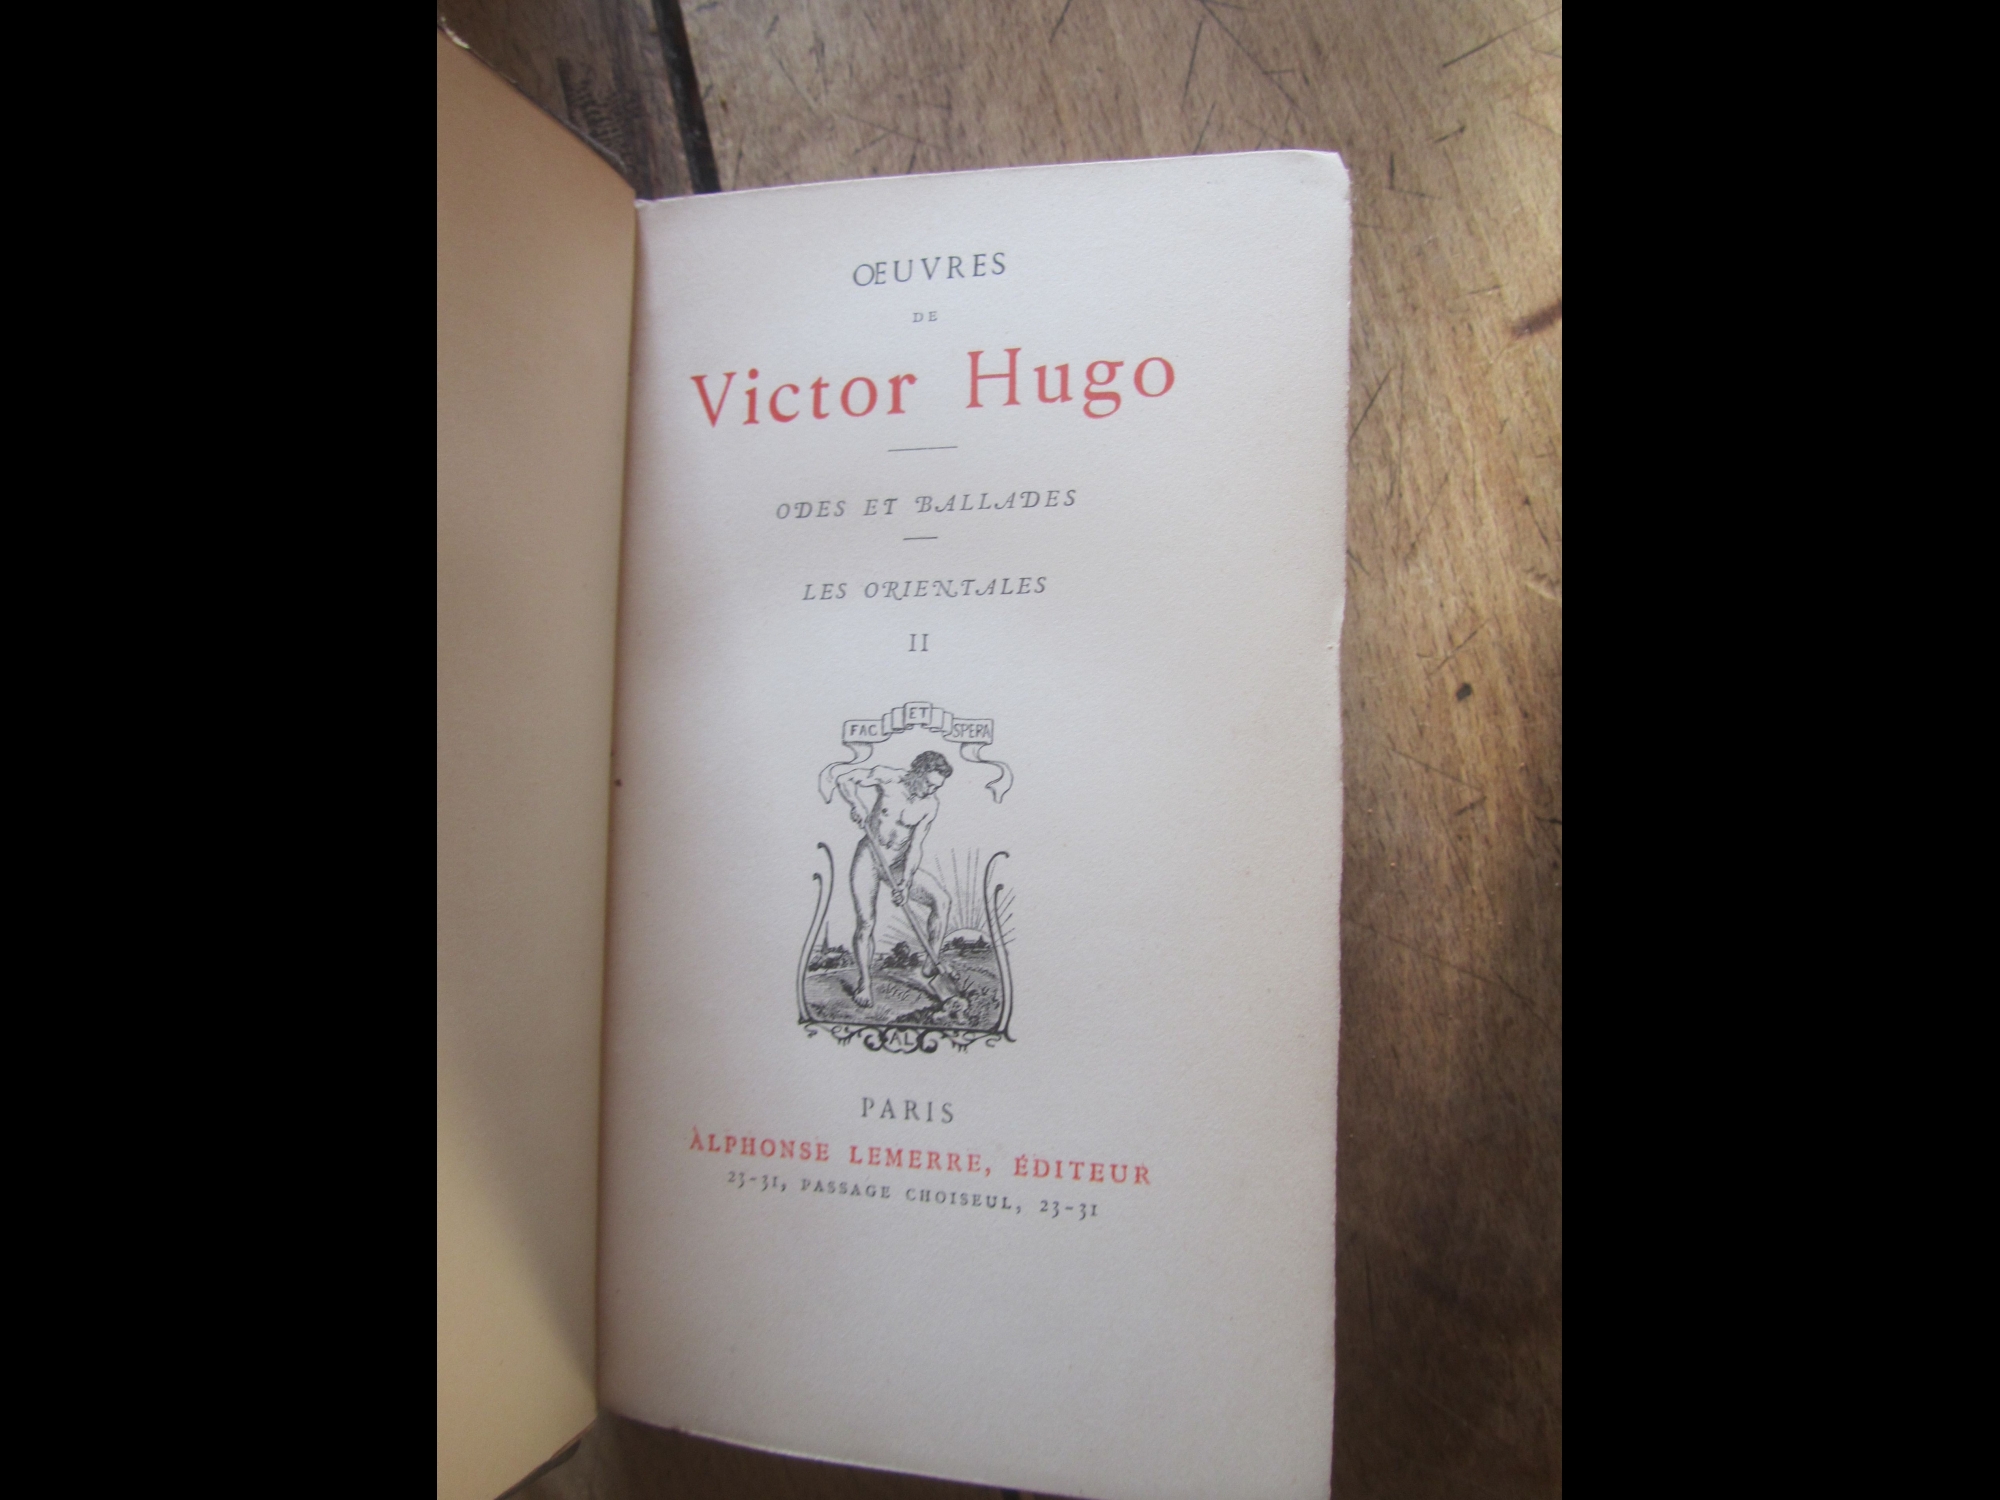 ŒUVRES
DE
Victor Hugo
ODES ET BALLADES
LES ORIENTALES
II
FAC ET SPERA
AL
PARIS
ALPHONSE LEMERRE, ÉDITEUR
23-31, PASSAGE CHOISEUL, 23-31